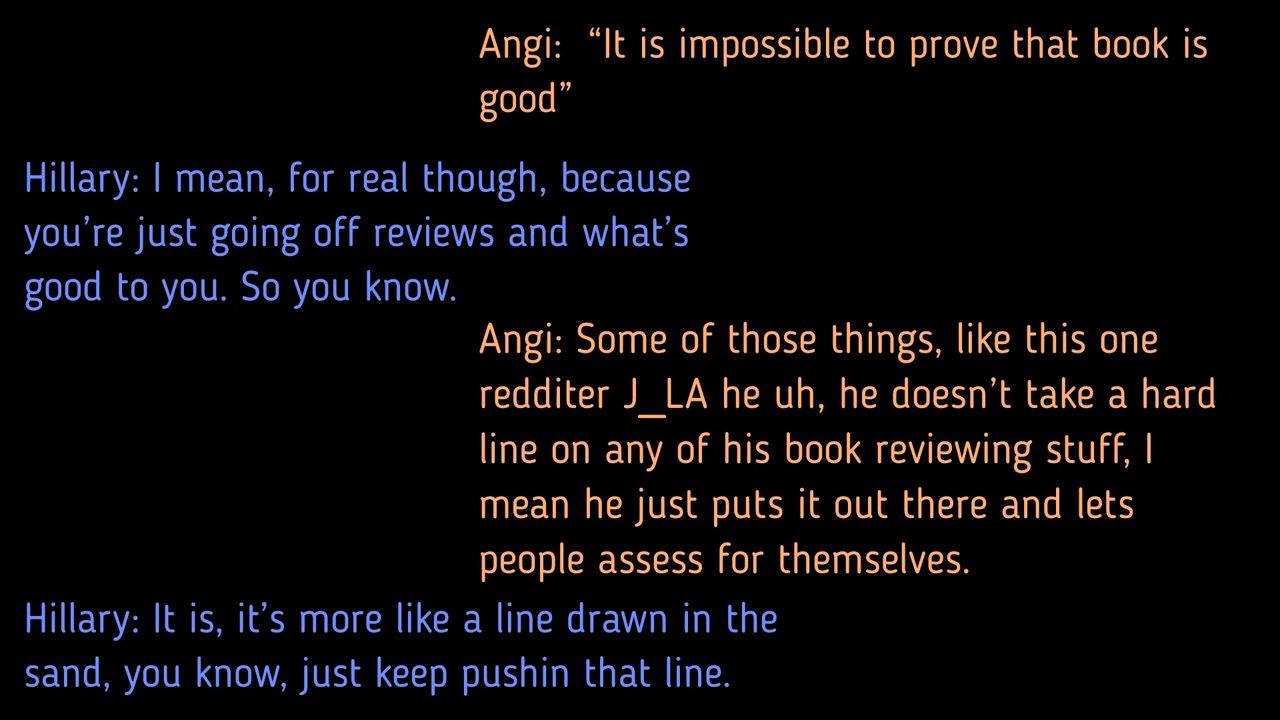 Angi:  “It is impossible to prove that book is
good”
Hillary: I mean, for real though, because
you’re just going off reviews and what’s
good to you. So you know.
Angi: Some of those things, like this one
redditer J_LA he uh, he doesn’t take a hard
line on any of his book reviewing stuff, I
mean he just puts it out there and lets
people assess for themselves.
Hillary: It is, it’s more like a line drawn in the
sand, you know, just keep pushin that line.